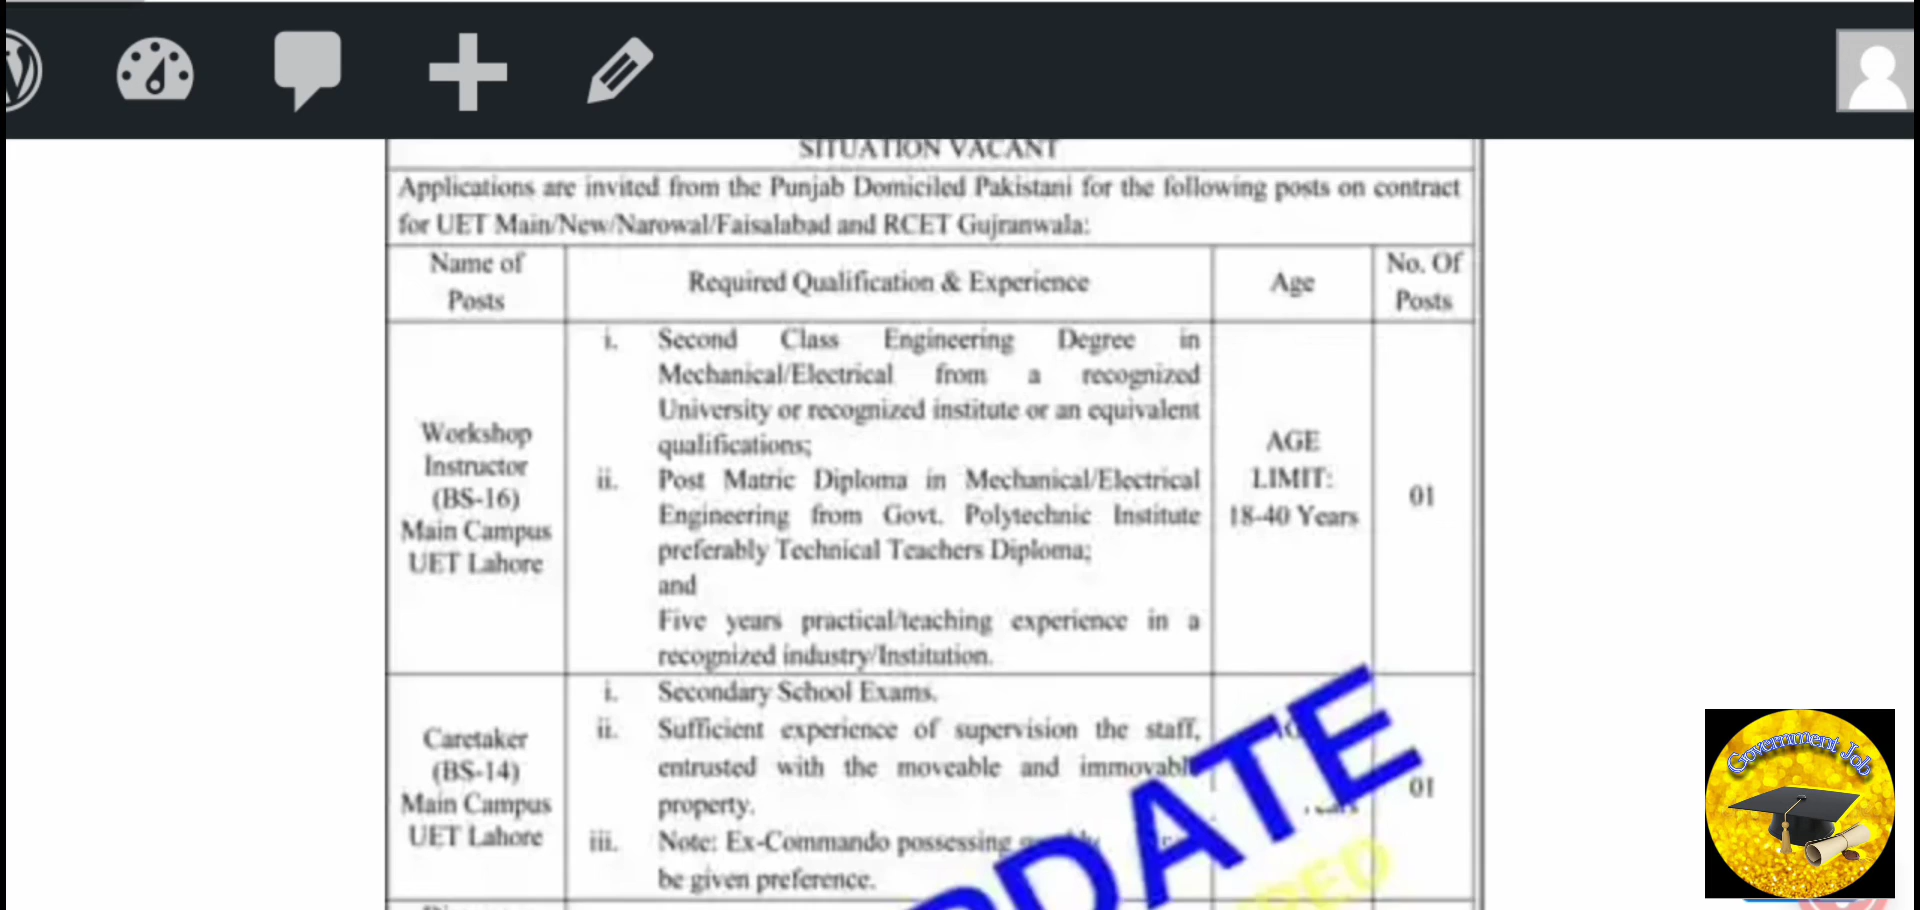 SITUATION VACANT
Applications are invited from the Punjab Domiciled Pakistani for the following posts on contract
for UET Main/New/Narowal/Faisalabad and RCET Gujranwala:
Name of
Posts
Required Qualification & Experience
Age
No. Of
Posts
Workshop
Instructor
(BS-16)
Main Campus
UET Lahore
i. Second Class Engineering Degree in
Mechanical/Electrical from a recognized
University or recognized institute or an equivalent
qualifications;
ii. Post Matric Diploma in Mechanical/Electrical
Engineering from Govt. Polytechnic Institute
preferably Technical Teachers Diploma;
and
Five years practical/teaching experience in a
recognized industry/Institution.
AGE
LIMIT:
18-40 Years
01
Caretaker
(BS-14)
Main Campus
UET Lahore
i. Secondary School Exams.
ii. Sufficient experience of supervision the staff,
entrusted with the moveable and immovable
property.
iii. Note: Ex-Commando possessing
be given preference.
01
PDATE
Government Job